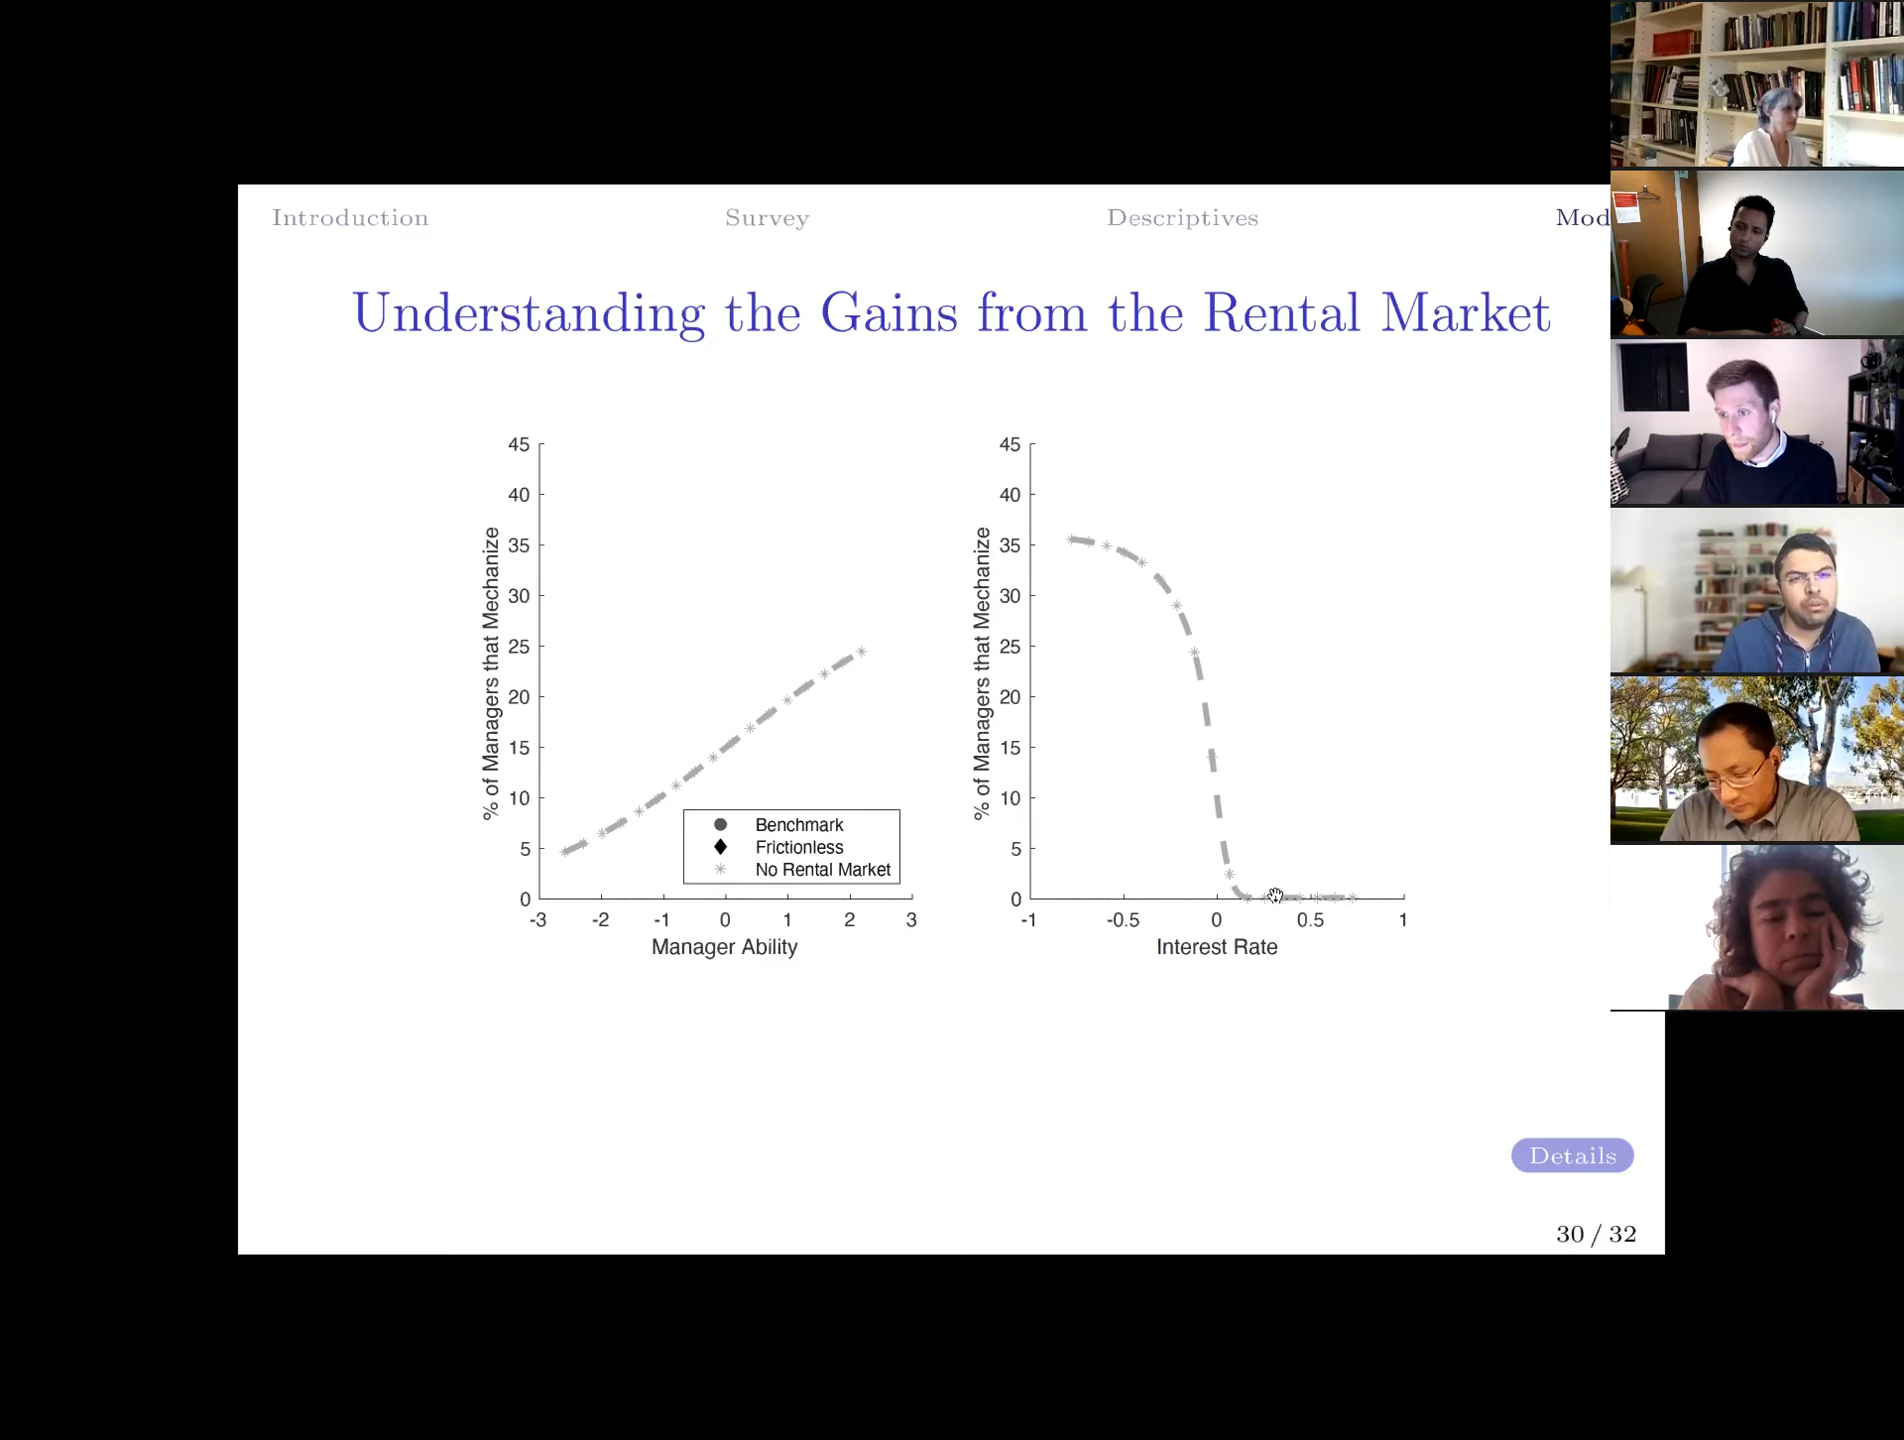 Introduction
Survey
Descriptives
Mod
Understanding the Gains from the Rental Market
% of Managers that Mechanize
45
40
35
30
25
20
15
10
5
0
-3
-2
-1
0
1
2
3
Manager Ability
Benchmark
Frictionless
No Rental Market
% of Managers that Mechanize
45
40
35
30
25
20
15
10
5
0
-1
-0.5
0
0.5
1
Interest Rate
Details
30 / 32